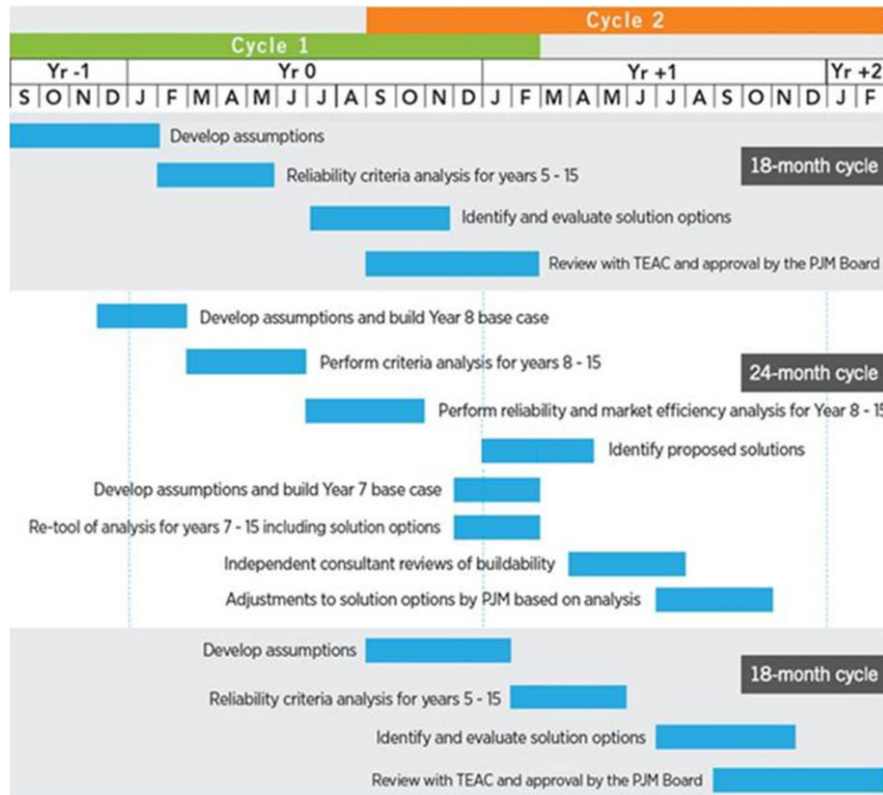 Cycle 2
Cycle 1
Yr -1 Yr 0 Yr +1 Yr +2
S O N D J F M A M J J A S O N D J F M A M J J A S O N D J F
Develop assumptions
18-month cycle
Reliability criteria analysis for years 5 - 15
Identify and evaluate solution options
Review with TEAC and approval by the PJM Board
Develop assumptions and build Year 8 base case
Perform criteria analysis for years 8 - 15
24-month cycle
Perform reliability and market efficiency analysis for Year 8 - 15
Identify proposed solutions
Develop assumptions and build Year 7 base case
Re-tool of analysis for years 7 - 15 including solution options
Independent consultant reviews of buildability
Adjustments to solution options by PJM based on analysis
Develop assumptions
18-month cycle
Reliability criteria analysis for years 5 - 15
Identify and evaluate solution options
Review with TEAC and approval by the PJM Board